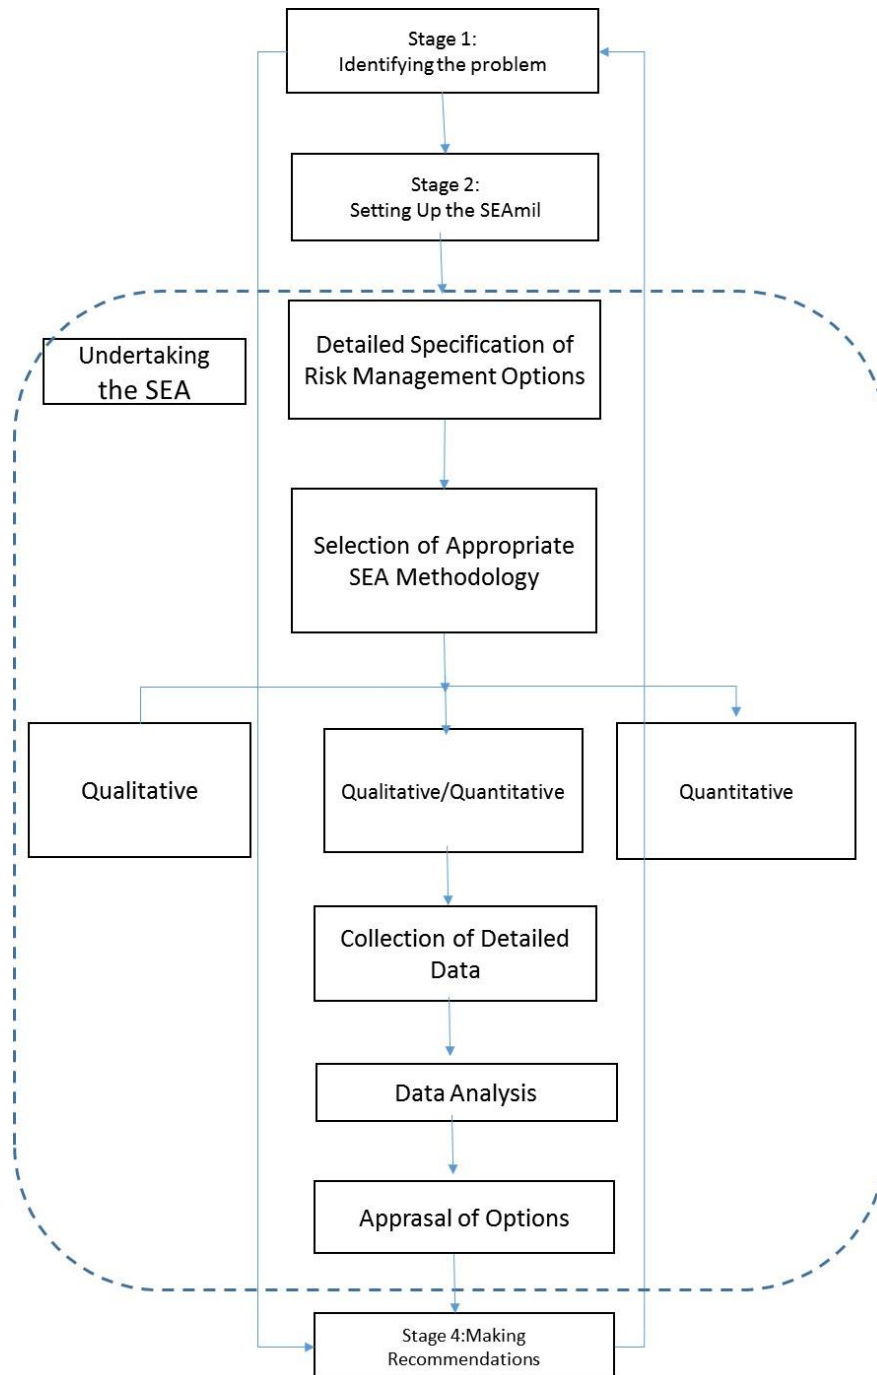 Stage 1:
Identifying the problem
Stage 2:
Setting Up the SEAmil
Undertaking
the SEA
Detailed Specification of
Risk Management Options
Selection of Appropriate
SEA Methodology
Qualitative
Qualitative/Quantitative
Quantitative
Collection of Detailed
Data
Data Analysis
Apprasal of Options
Stage 4:Making
Recommendations